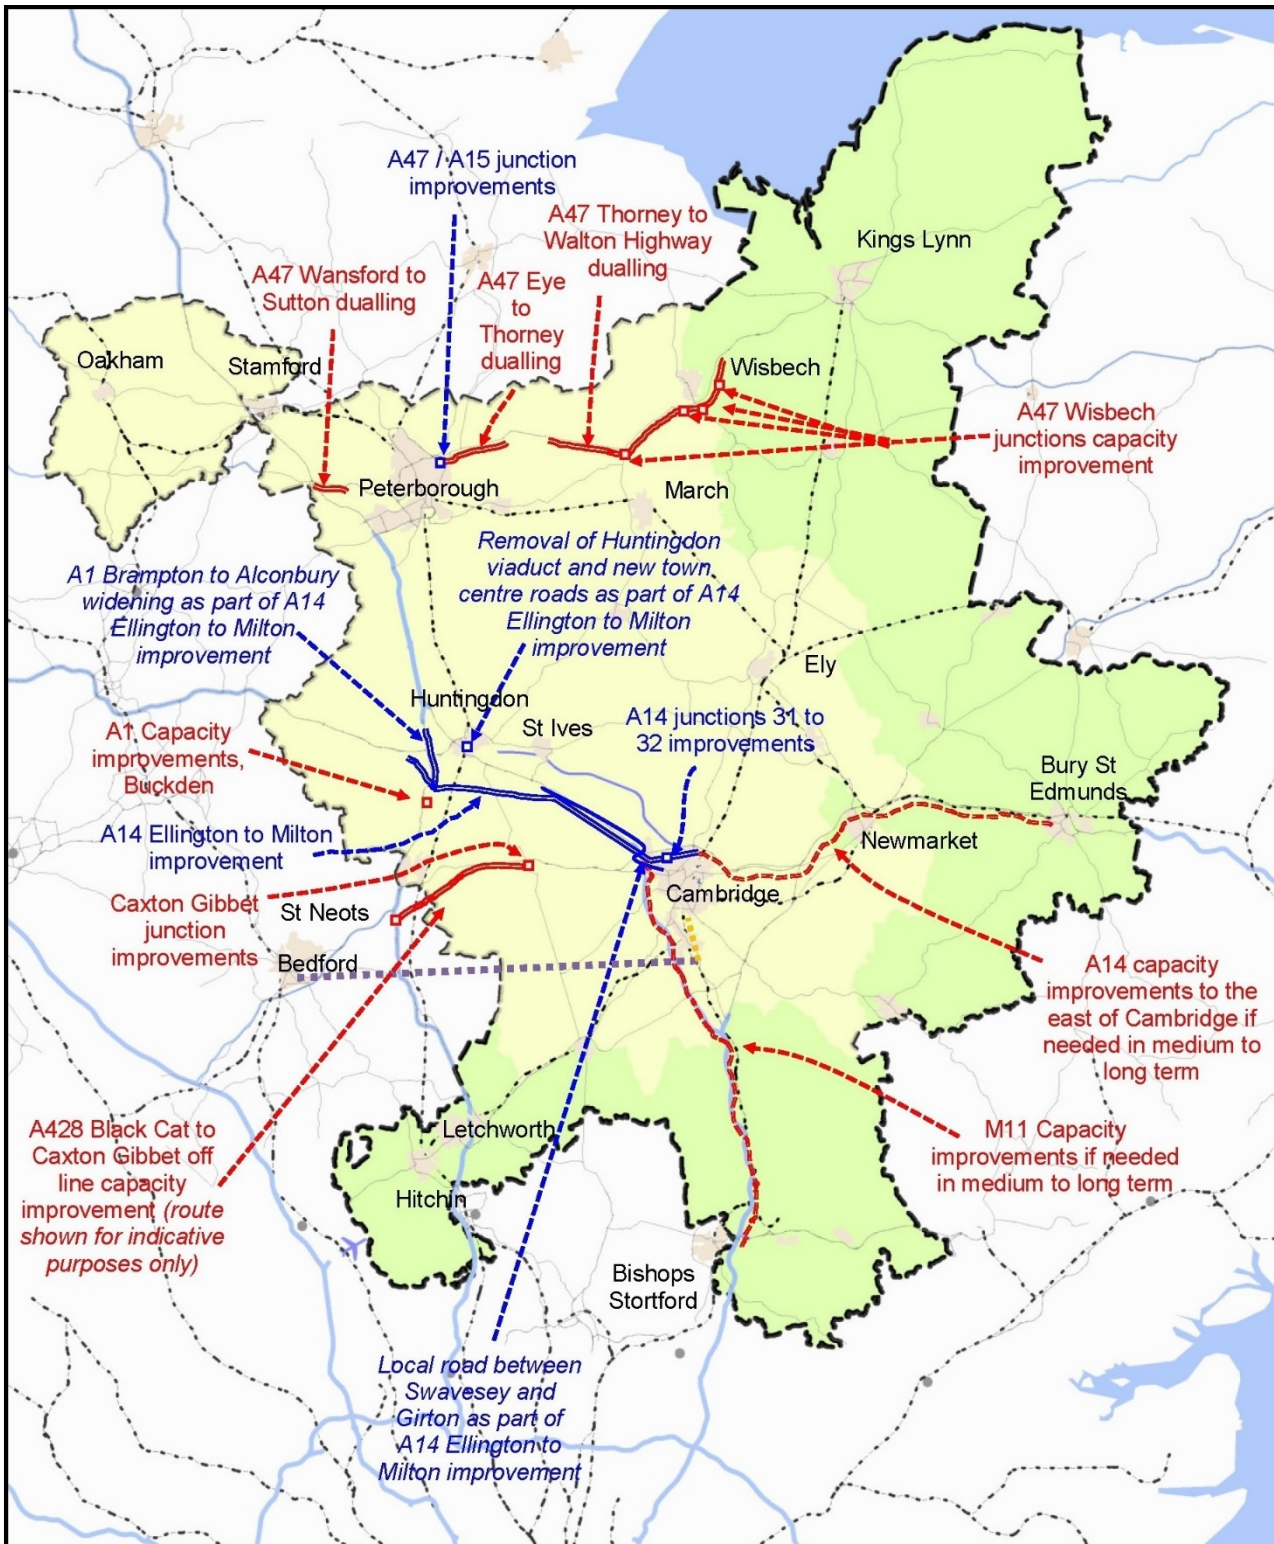 A47 / A15 junction
improvements
A47 Thorney to
Walton Highway
dualling
Kings Lynn
A47 Wansford to
Sutton dualling
A47 Eye
to
Thorney
dualling
Oakham
Stamford
Wisbech
A47 Wisbech
junctions capacity
improvement
Peterborough
March
Removal of Huntingdon
viaduct and new town
centre roads as part of A14
Ellington to Milton
improvement
A1 Brampton to Alconbury
widening as part of A14
Ellington to Milton
improvement
Ely
Huntingdon
St Ives
A14 junctions 31 to
32 improvements
A1 Capacity
improvements,
Buckden
Bury St
Edmunds
A14 Ellington to Milton
improvement
Newmarket
Cambridge
Caxton Gibbet
junction
improvements
St Neots
Bedford
A14 capacity
improvements to the
east of Cambridge if
needed in medium to
long term
A428 Black Cat to
Caxton Gibbet off
line capacity
improvement (route
shown for indicative
purposes only)
Letchworth
M11 Capacity
improvements if needed
in medium to long term
Hitchin
Bishops
Stortford
Local road between
Swavesey and
Girton as part of
A14 Ellington to
Milton improvement